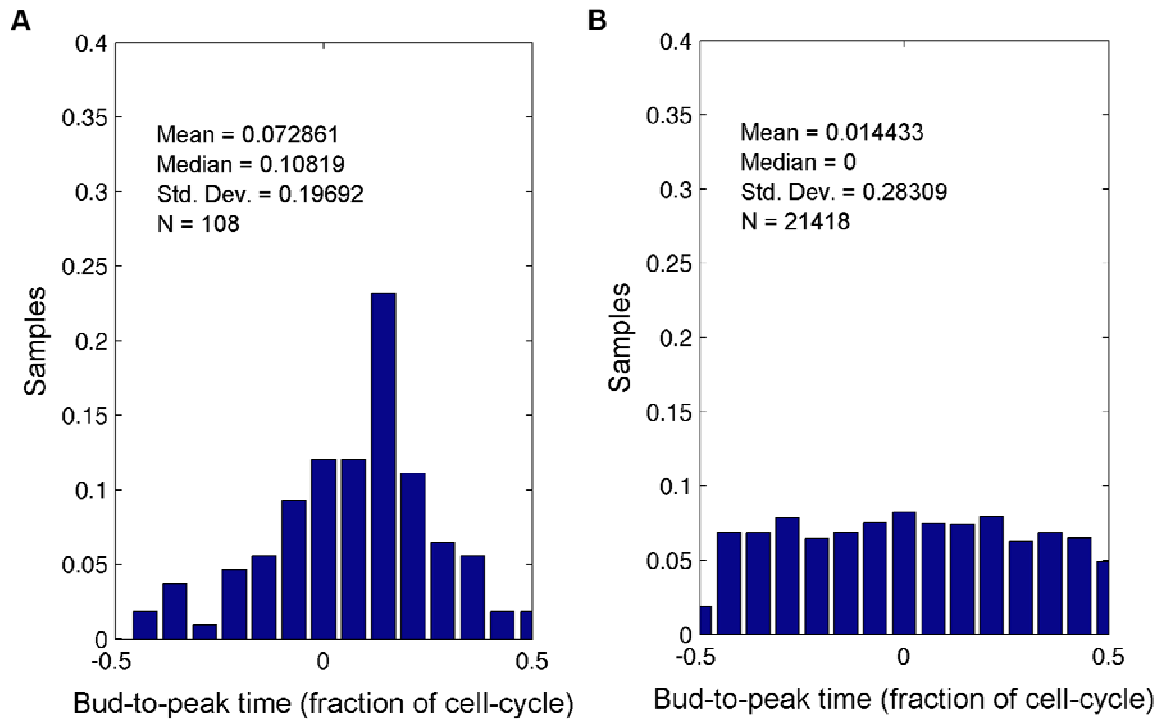 A
0.4
0.35
0.3
0.25
0.2
0.15
0.1
0.05
0
-0.5
0
0.5
Samples
Mean = 0.072861
Median = 0.10819
Std. Dev. = 0.19692
N = 108
Bud-to-peak time (fraction of cell-cycle)
B
0.4
0.35
0.3
0.25
0.2
0.15
0.1
0.05
0
-0.5
0
0.5
Samples
Mean = 0.014433
Median = 0
Std. Dev. = 0.28309
N = 21418
Bud-to-peak time (fraction of cell-cycle)